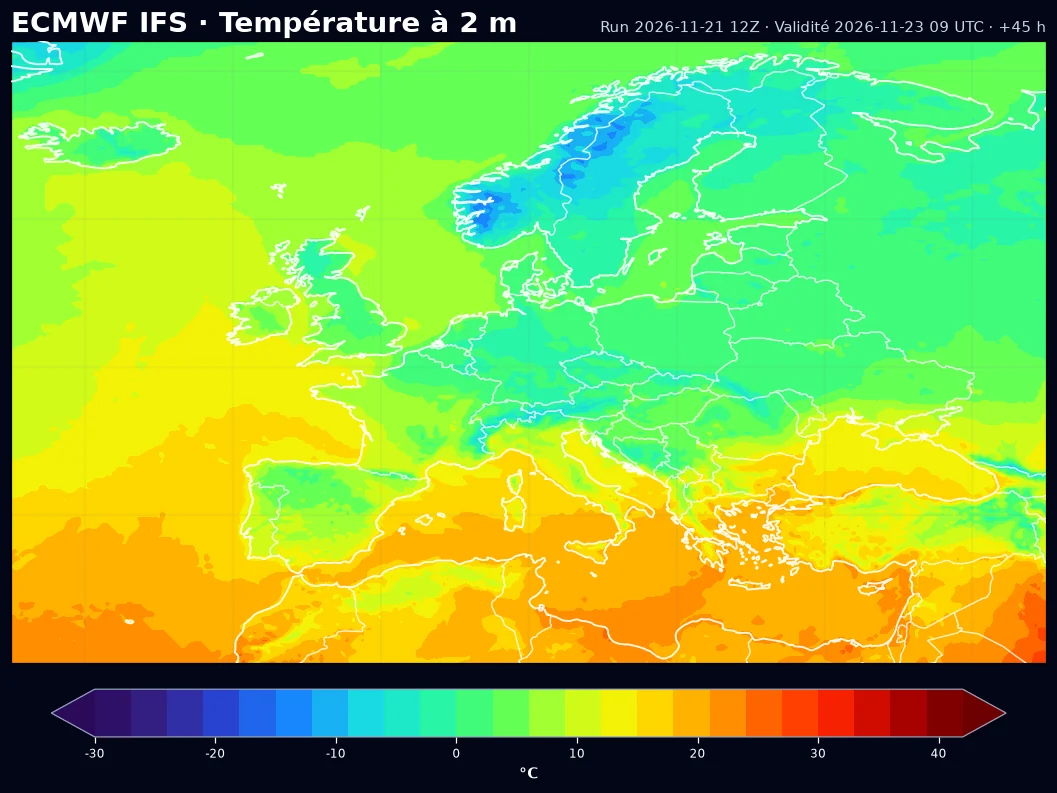 ECMWF IFS · Température à 2 m
Run 2026-11-21 12Z · Validité 2026-11-23 09 UTC · +45 h
-30 -20 -10 0 10 20 30 40
°C